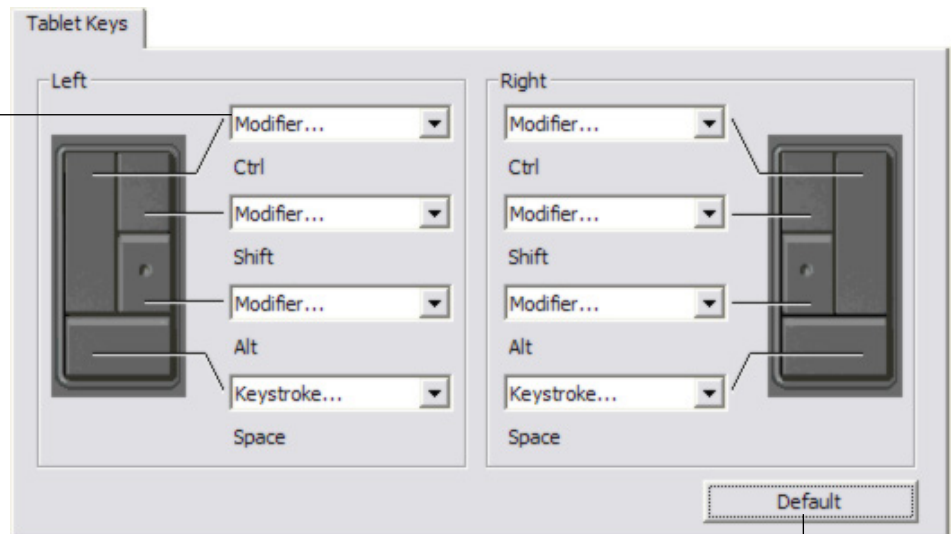 Tablet Keys
Left
Modifier...
Ctrl
Modifier...
Shift
Modifier...
Alt
Keystroke...
Space
Right
Modifier...
Ctrl
Modifier...
Shift
Modifier...
Alt
Keystroke...
Space
Default